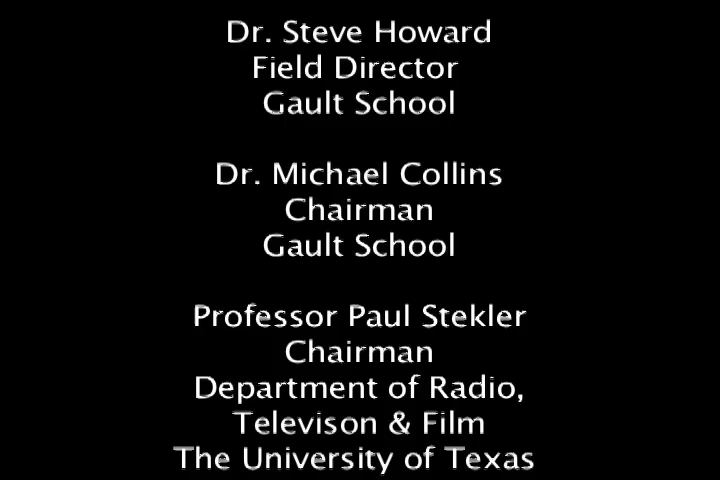 Dr. Steve Howard
Field Director
Gault School
Dr. Michael Collins
Chairman
Gault School
Professor Paul Stekler
Chairman
Department of Radio,
Televison & Film
The University of Texas